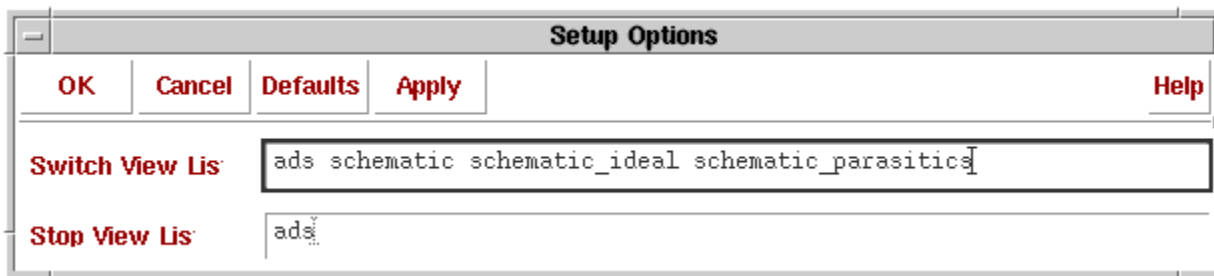 Setup Options
OK Cancel Defaults Apply Help
Switch View Lis ads schematic schematic_ideal schematic_parasitics
Stop View Lis ads